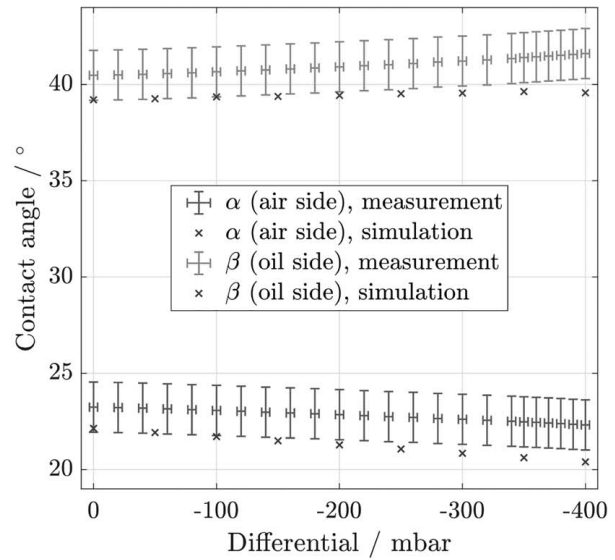 40
35
30
25
20
Contact angle / °
α (air side), measurement
α (air side), simulation
β (oil side), measurement
β (oil side), simulation
0 -100 -200 -300 -400
Differential / mbar